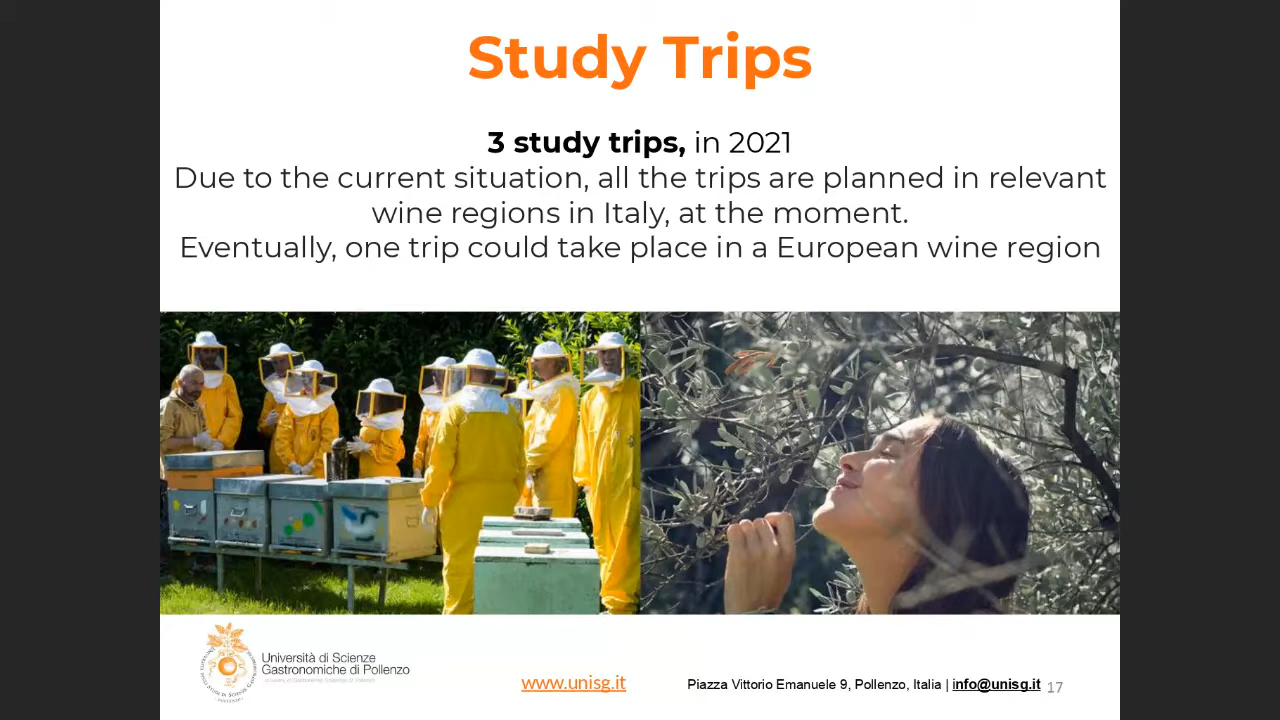 Study Trips
3 study trips, in 2021
Due to the current situation, all the trips are planned in relevant
wine regions in Italy, at the moment.
Eventually, one trip could take place in a European wine region
Università di Scienze
Gastronomiche di Pollenzo
www.unisg.it
Piazza Vittorio Emanuele 9, Pollenzo, Italia | info@unisg.it 17